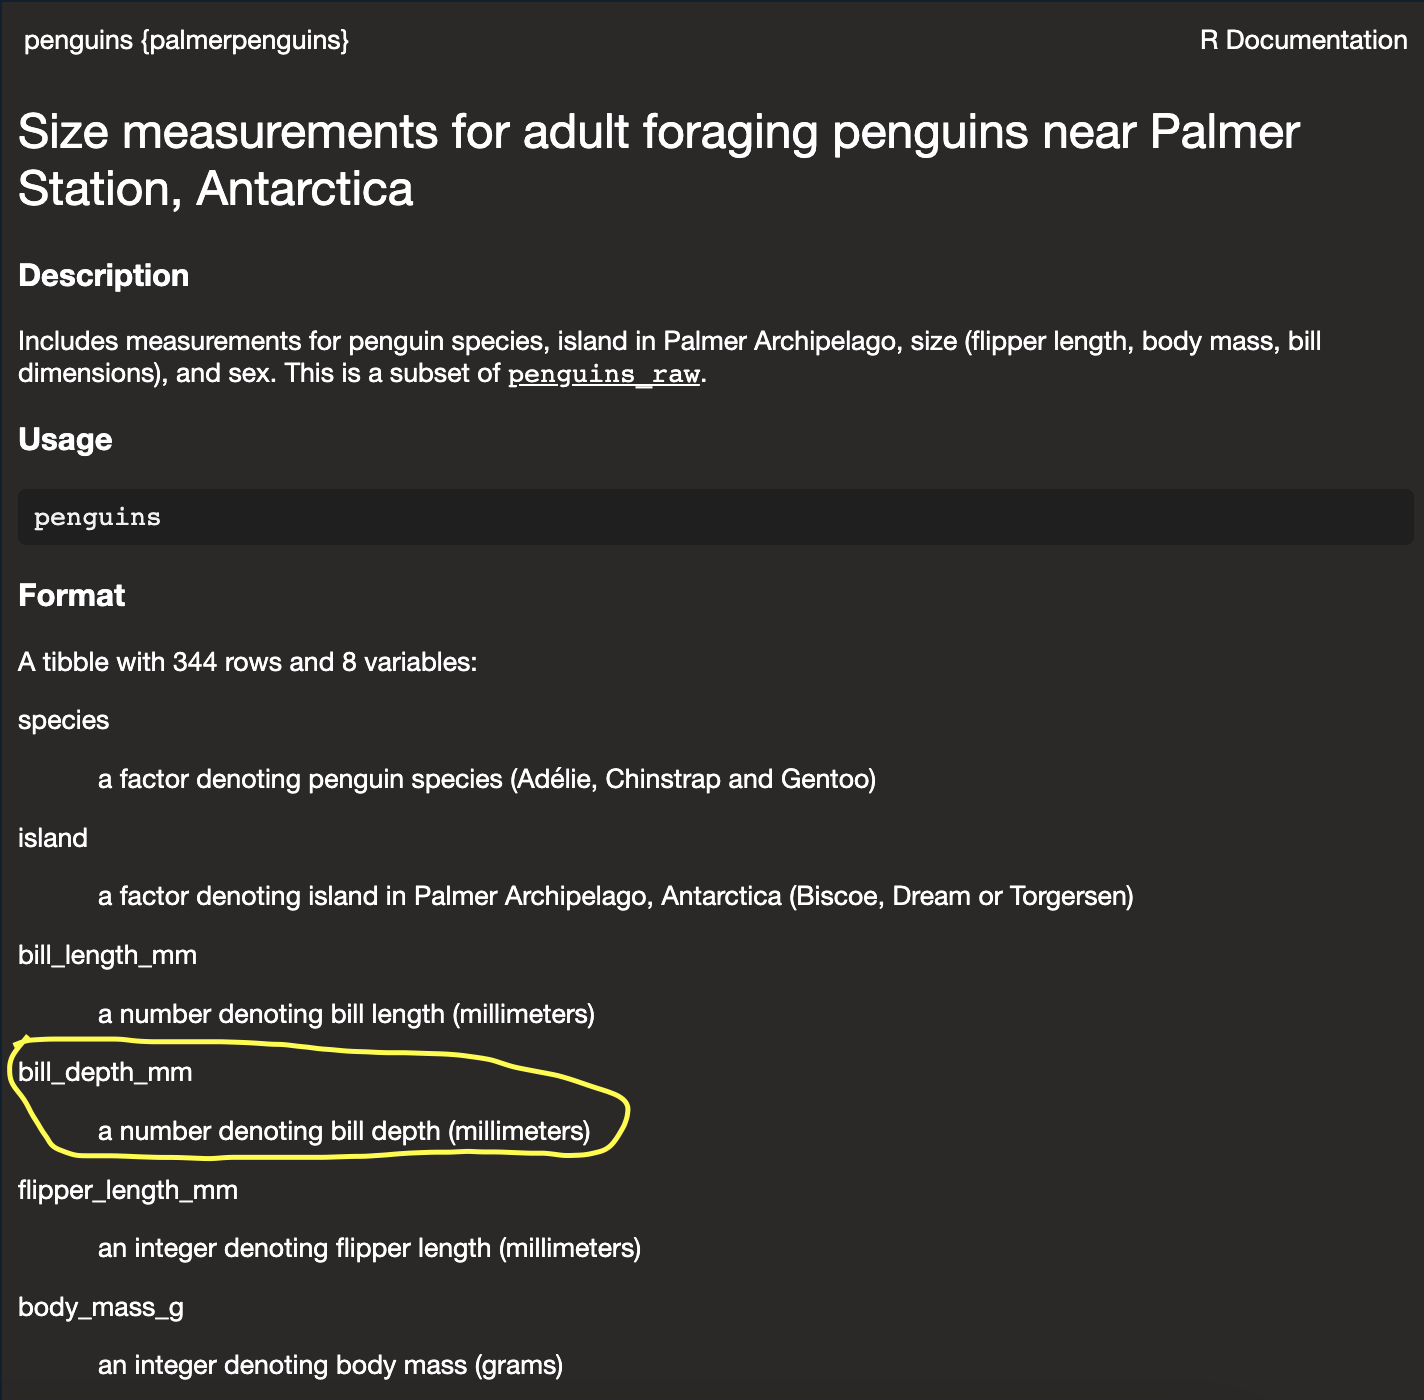 penguins {palmerpenguins}
R Documentation
Size measurements for adult foraging penguins near Palmer
Station, Antarctica
Description
Includes measurements for penguin species, island in Palmer Archipelago, size (flipper length, body mass, bill
dimensions), and sex. This is a subset of penguins_raw.
Usage
penguins
Format
A tibble with 344 rows and 8 variables:
species
a factor denoting penguin species (Adélie, Chinstrap and Gentoo)
island
a factor denoting island in Palmer Archipelago, Antarctica (Biscoe, Dream or Torgersen)
bill_length_mm
a number denoting bill length (millimeters)
bill_depth_mm
a number denoting bill depth (millimeters)
flipper_length_mm
an integer denoting flipper length (millimeters)
body_mass_g
an integer denoting body mass (grams)